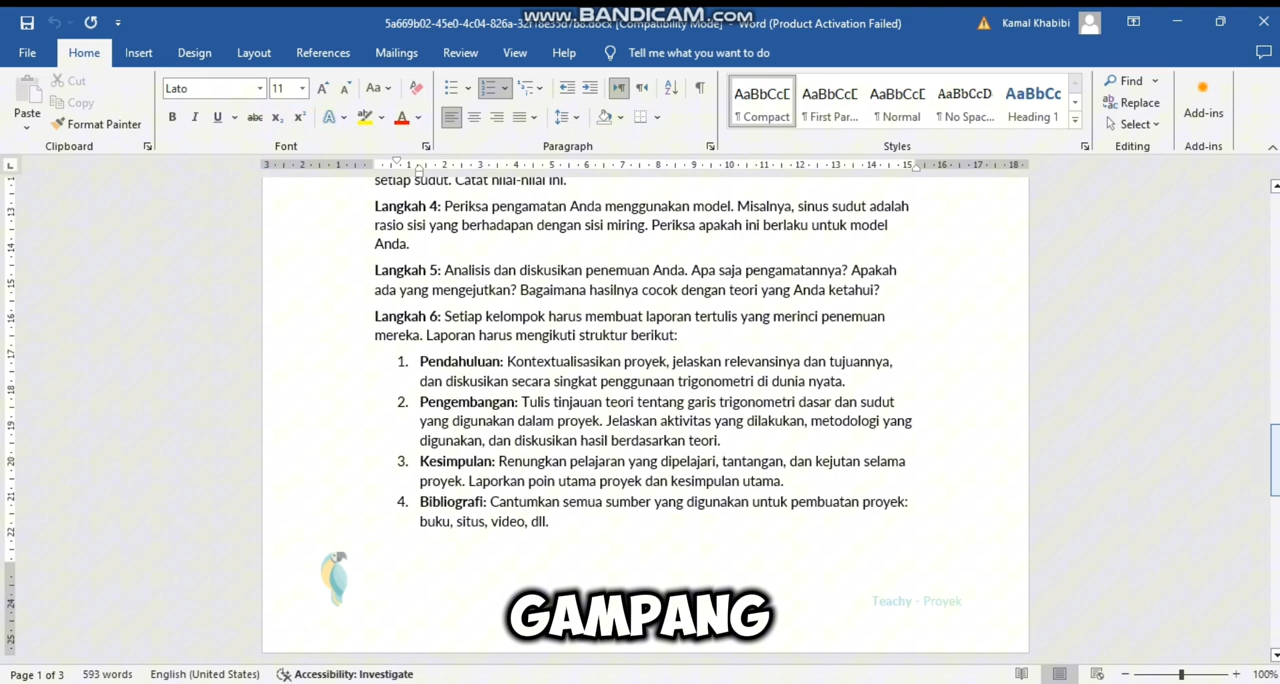 www.BANDICAM.com
[Compatibility Mode] - Word (Product Activation Failed)
Kamal Khabibi
File Home Insert Design Layout References Mailings Review View Help Tell me what you want to do
Paste
Cut
Copy
Format Painter
Clipboard
Lato 11
Font
Paragraph
AaBbCcD AaBbCcD AaBbCcD AaBbCcD AaBbCc
¶ Compact ¶ First Par... ¶ Normal ¶ No Spac... Heading 1
Styles
Find
Replace
Select
Editing
Add-ins
Add-ins
setiap sudut. Catat nilai-nilai ini.
Langkah 4: Periksa pengamatan Anda menggunakan model. Misalnya, sinus sudut adalah
rasio sisi yang berhadapan dengan sisi miring. Periksa apakah ini berlaku untuk model
Anda.
Langkah 5: Analisis dan diskusikan penemuan Anda. Apa saja pengamatannya? Apakah
ada yang mengejutkan? Bagaimana hasilnya cocok dengan teori yang Anda ketahui?
Langkah 6: Setiap kelompok harus membuat laporan tertulis yang merinci penemuan
mereka. Laporan harus mengikuti struktur berikut:
1. Pendahuluan: Kontextualisasikan proyek, jelaskan relevansinya dan tujuannya,
dan diskusikan secara singkat penggunaan trigonometri di dunia nyata.
2. Pengembangan: Tulis tinjauan teori tentang garis trigonometri dasar dan sudut
yang digunakan dalam proyek. Jelaskan aktivitas yang dilakukan, metodologi yang
digunakan, dan diskusikan hasil berdasarkan teori.
3. Kesimpulan: Renungkan pelajaran yang dipelajari, tantangan, dan kejutan selama
proyek. Laporkan poin utama proyek dan kesimpulan utama.
4. Bibliografi: Cantumkan semua sumber yang digunakan untuk pembuatan proyek:
buku, situs, video, dll.
GAMPANG
Teachy - Proyek
Page 1 of 3 593 words English (United States) Accessibility: Investigate 100%